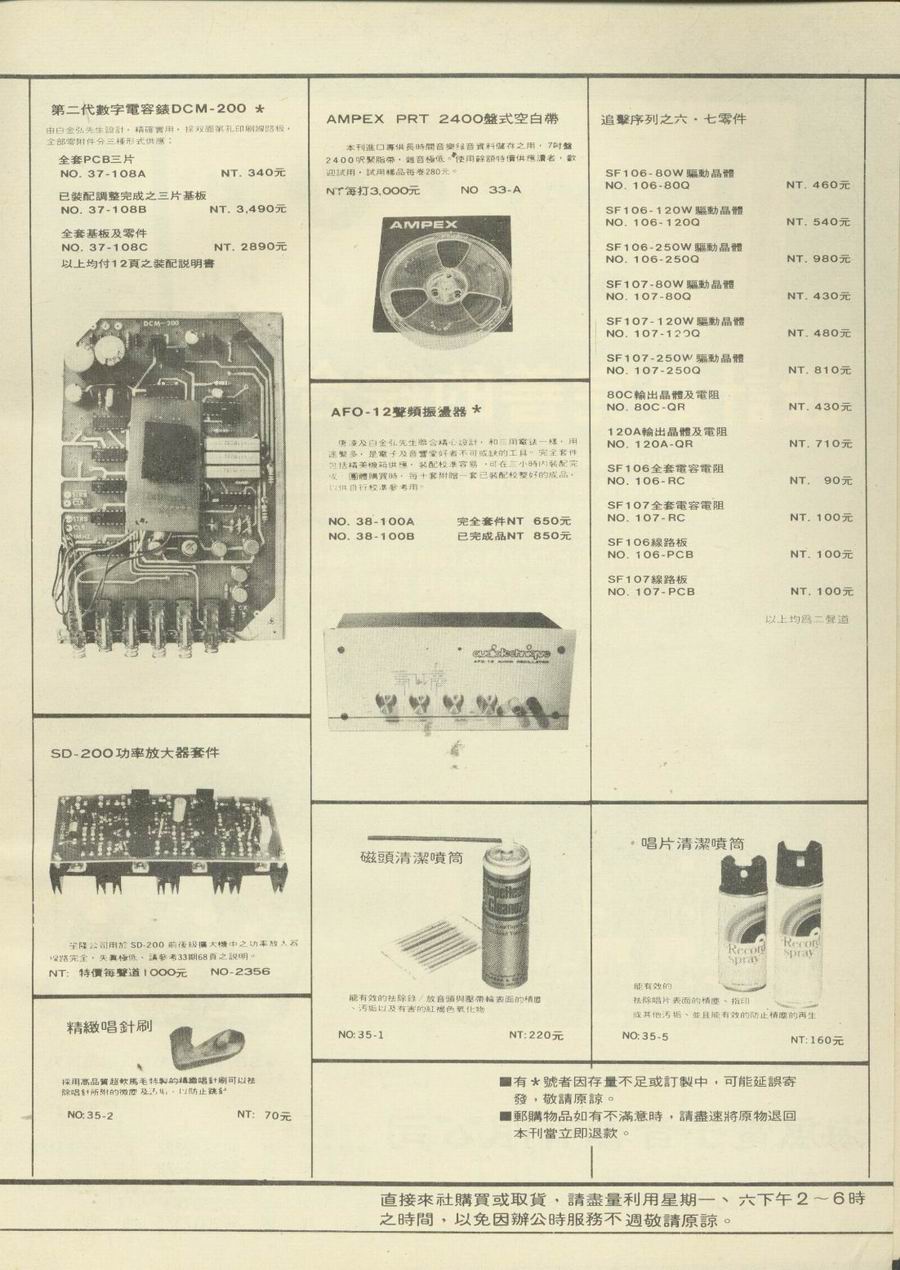 第二代數字電容錶DCM-200 *
由白金弘先生設計，精確實用，採双面第孔印刷線路板，
全部零附件分三種形式供應：
全套PCB三片
NO. 37-108A NT. 340元
已裝配調整完成之三片基板
NO. 37-108B NT. 3,490元
全套基板及零件
NO. 37-108C NT. 2890元
以上均付12頁之裝配説明書
DCM-200
SD-200功率放大器套件
公司用於 SD-200 前後級擴大機中之功率放大器
線路完全，失真極低、請參考33期68頁之說明。
NT: 特價每聲道1000元 NO-2356
精緻唱針刷
採用高品質超軟馬毛特製的精緻唱針刷可以祛
除唱針所附的微塵及汚垢，以防止跳針
NO:35-2 NT: 70元
AMPEX PRT 2400盤式空白帶
本刊進口專供長時間音樂錄音資料儲存之用，7吋盤
2400呎聚脂帶，雜音極低。使用餘額特價供應讀者，歡
迎試用，試用樣品每卷280元。
NT每打3,000元 NO 33-A
AMPEX
AFO-12聲頻振盪器 *
唐凌及白金弘先生聯合精心設計，和三用電法一樣，用
途繁多，是電子及音響愛好者不可或缺的工具。完全套件
包括精美機箱供應，裝配校準容易，可在三小時内裝配完
成 團體購買時，每十套附贈一套已裝配校整好的成品，
以供自行校準參考用。
NO. 38-100A 完全套件NT 650元
NO. 38-100B 已完成品NT 850元
audiotechnique
AFO-12 AUDIO OSCILLATOR
追擊序列之六・七零件
SF106-80W驅動晶體
NO. 106-80Q NT. 460元
SF106-120W驅動晶體
NO. 106-120Q NT. 540元
SF106-250W驅動晶體
NO. 106-250Q NT. 980元
SF107-80W驅動晶體
NO. 107-80Q NT. 430元
SF107-120W驅動晶體
NO. 107-120Q NT. 480元
SF107-250W驅動晶體
NO. 107-250Q NT. 810元
80C輸出晶體及電阻
NO. 80C-QR NT. 430元
120A輸出晶體及電阻
NO. 120A-QR NT. 710元
SF106全套電容電阻
NO. 106-RC NT. 90元
SF107全套電容電阻
NO. 107-RC NT. 100元
SF106線路板
NO. 106-PCB NT. 100元
SF107線路板
NO. 107-PCB NT. 100元
以上均爲二聲道
磁頭清潔噴筒
Cleaner
能有效的祛除錄／放音頭與壓帶輪表面的積塵
、汚垢以及有害的紅褐色氧化物
NO:35-1 NT:220元
唱片清潔噴筒
Record Spray
Record Spray
能有效的
祛除唱片表面的積塵、指印
或其他汚垢、並且能有效的防止積塵的再生
NO:35-5 NT:160元
■有＊號者因存量不足或訂製中，可能延誤寄
發，敬請原諒。
■郵購物品如有不滿意時，請盡速將原物退回
本刊當立即退款。
直接來社購買或取貨，請盡量利用星期一、六下午2～6時
之時間，以免因辦公時服務不週敬請原諒。